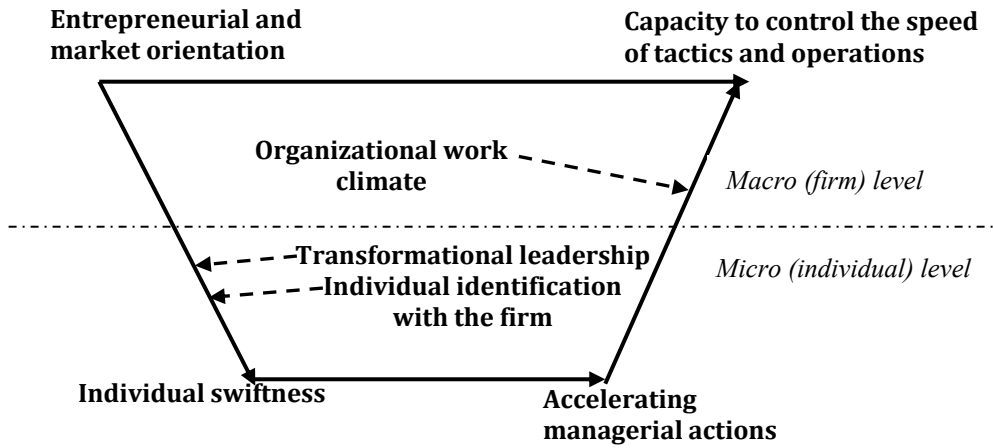 Entrepreneurial and
market orientation
Capacity to control the speed
of tactics and operations
Organizational work
climate
Macro (firm) level
Transformational leadership
Micro (individual) level
Individual identification
with the firm
Individual swiftness
Accelerating
managerial actions